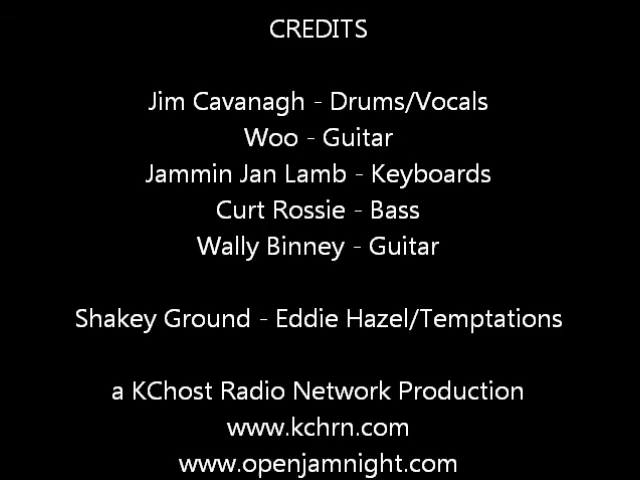 CREDITS
Jim Cavanagh - Drums/Vocals
Woo - Guitar
Jammin Jan Lamb - Keyboards
Curt Rossie - Bass
Wally Binney - Guitar
Shakey Ground - Eddie Hazel/Temptations
a KChost Radio Network Production
www.kchrn.com
www.openjamnight.com